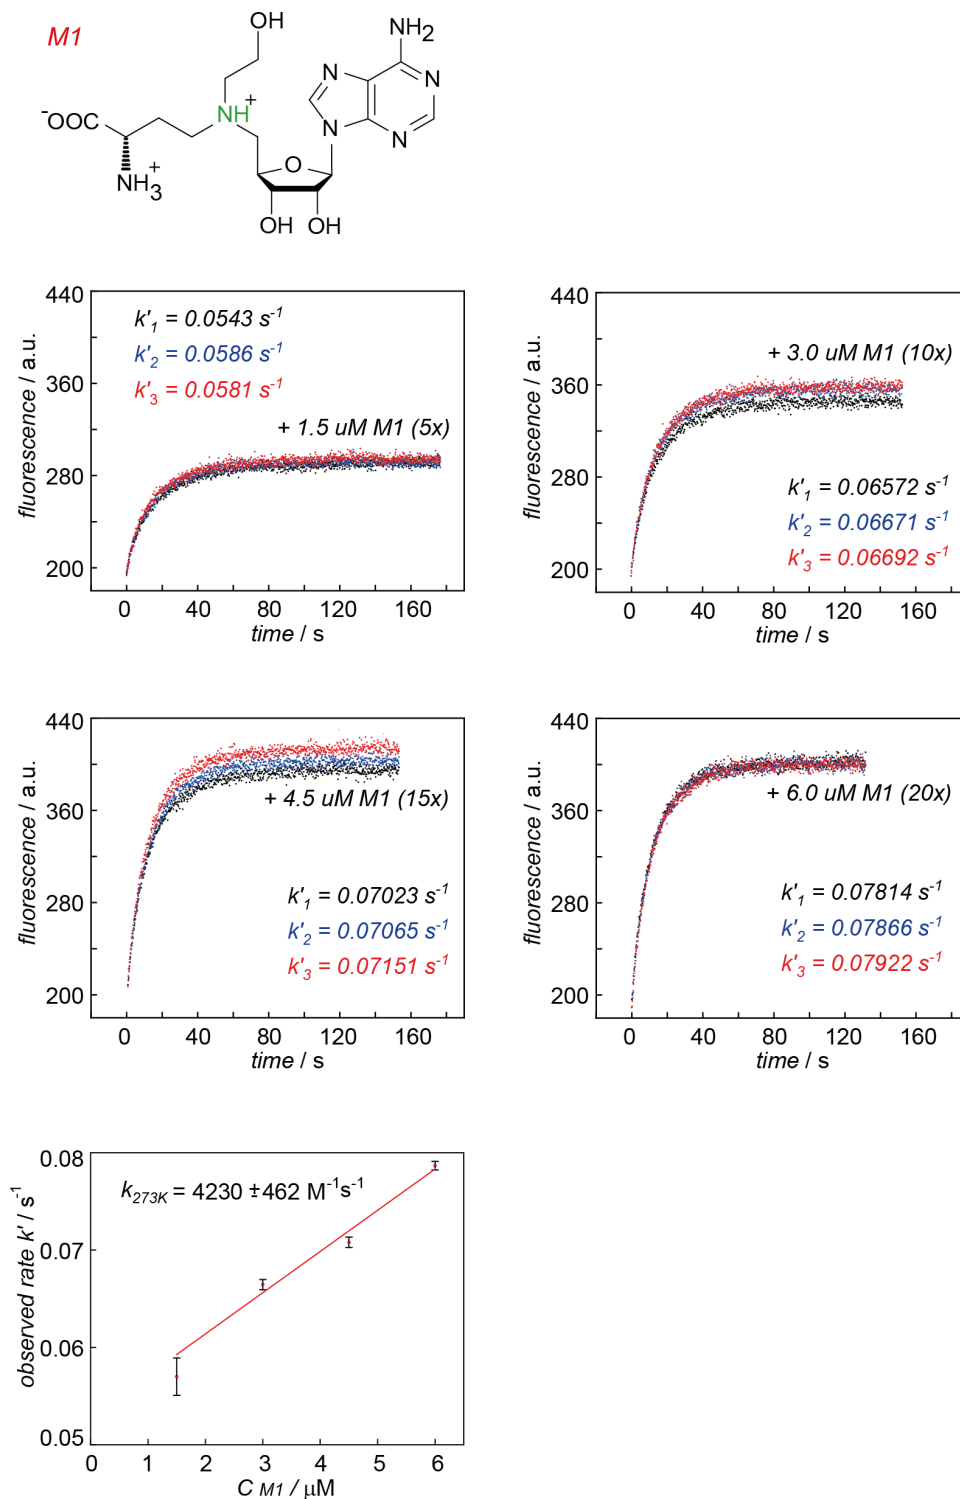 M1
OH
NH2
N
N
N
N
NH+
-OOC
NH3+
O
OH OH
440
360
280
200
fluorescence / a.u.
k'1 = 0.0543 s-1
k'2 = 0.0586 s-1
k'3 = 0.0581 s-1
+ 1.5 uM M1 (5x)
0 40 80 120 160
time / s
440
360
280
200
fluorescence / a.u.
+ 3.0 uM M1 (10x)
k'1 = 0.06572 s-1
k'2 = 0.06671 s-1
k'3 = 0.06692 s-1
0 40 80 120 160
time / s
440
360
280
200
fluorescence / a.u.
+ 4.5 uM M1 (15x)
k'1 = 0.07023 s-1
k'2 = 0.07065 s-1
k'3 = 0.07151 s-1
0 40 80 120 160
time / s
440
360
280
200
fluorescence / a.u.
+ 6.0 uM M1 (20x)
k'1 = 0.07814 s-1
k'2 = 0.07866 s-1
k'3 = 0.07922 s-1
0 40 80 120 160
time / s
0.08
0.07
0.06
0.05
observed rate k' / s-1
k273K = 4230 ±462 M-1s-1
0 1 2 3 4 5 6
C M1 / μM